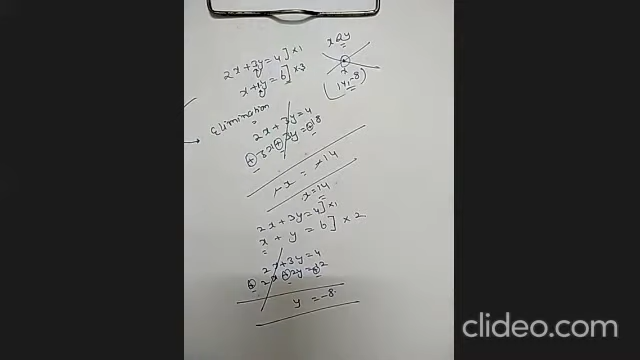 2x + 3y = 4] × 1
x + y = 6] × 3
Elimination
2x + 3y = 4
3x + 3y = 18
-x = -14
x = 14
2x + 3y = 4] × 1
x + y = 6] × 2
2x + 3y = 4
2x + 2y = 12
y = -8
x & y
(14, -8)
clideo.com